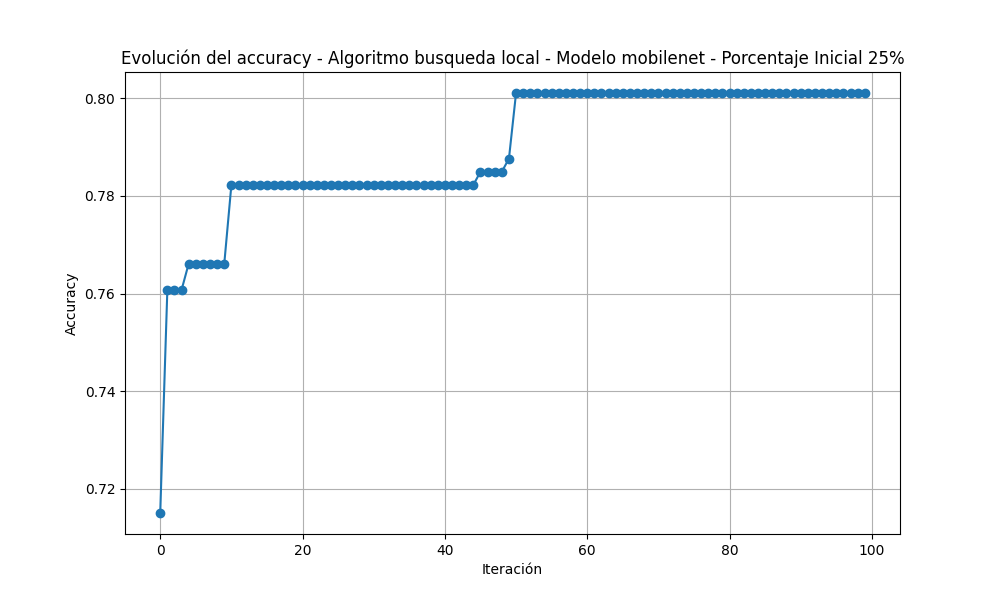 Evolución del accuracy - Algoritmo busqueda local - Modelo mobilenet - Porcentaje Inicial 25%
0.80
0.78
0.76
0.74
0.72
Accuracy
0 20 40 60 80 100
Iteración